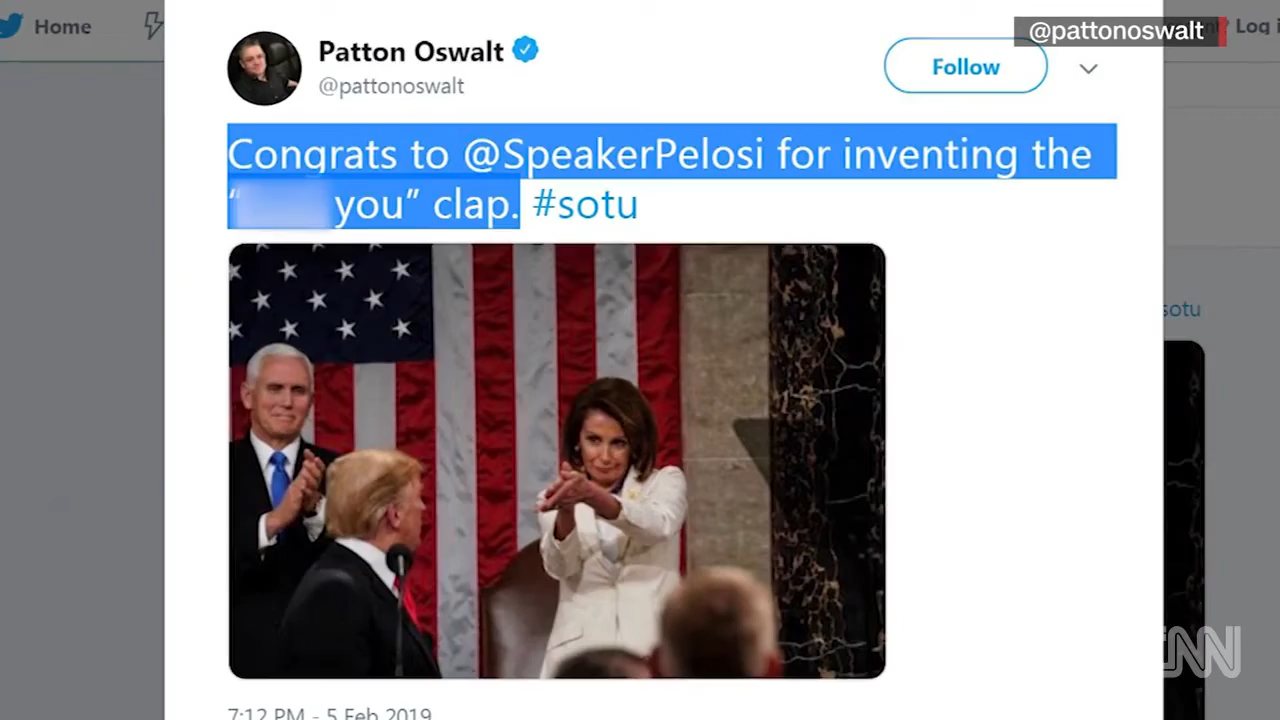 Home
@pattonoswalt
Log i
Patton Oswalt
@pattonoswalt
Follow
Congrats to @SpeakerPelosi for inventing the
“ you” clap. #sotu
sotu
CNN
7:12 PM - 5 Feb 2019